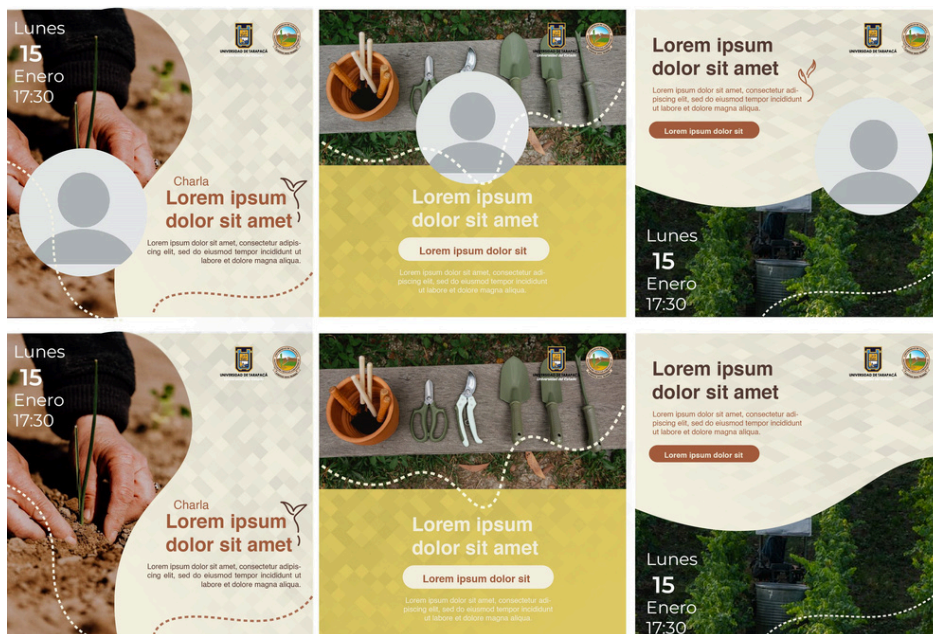 Lunes
15
Enero
17:30
UNIVERSIDAD DE TARAPACÁ
Charla
Lorem ipsum
dolor sit amet
Lorem ipsum dolor sit amet, consectetur adipis-
cing elit, sed do eiusmod tempor incididunt ut
labore et dolore magna aliqua.
UNIVERSIDAD DE TARAPACÁ
Universidad del Estado
Lorem ipsum
dolor sit amet
Lorem ipsum dolor sit
Lorem ipsum dolor sit amet, consectetur adi-
piscing elit, sed do eiusmod tempor incididunt
ut labore et dolore magna aliqua.
UNIVERSIDAD DE TARAPACÁ
Lorem ipsum
dolor sit amet
Lorem ipsum dolor sit amet, consectetur adi-
piscing elit, sed do eiusmod tempor incididunt
ut labore et dolore magna aliqua.
Lorem ipsum dolor sit
Lunes
15
Enero
17:30
Lunes
15
Enero
17:30
UNIVERSIDAD DE TARAPACÁ
Charla
Lorem ipsum
dolor sit amet
Lorem ipsum dolor sit amet, consectetur adipis-
cing elit, sed do eiusmod tempor incididunt ut
labore et dolore magna aliqua.
UNIVERSIDAD DE TARAPACÁ
Universidad del Estado
Lorem ipsum
dolor sit amet
Lorem ipsum dolor sit
Lorem ipsum dolor sit amet, consectetur adi-
piscing elit, sed do eiusmod tempor incididunt
ut labore et dolore magna aliqua.
UNIVERSIDAD DE TARAPACÁ
Lorem ipsum
dolor sit amet
Lorem ipsum dolor sit amet, consectetur adi-
piscing elit, sed do eiusmod tempor incididunt
ut labore et dolore magna aliqua.
Lorem ipsum dolor sit
Lunes
15
Enero
17:30